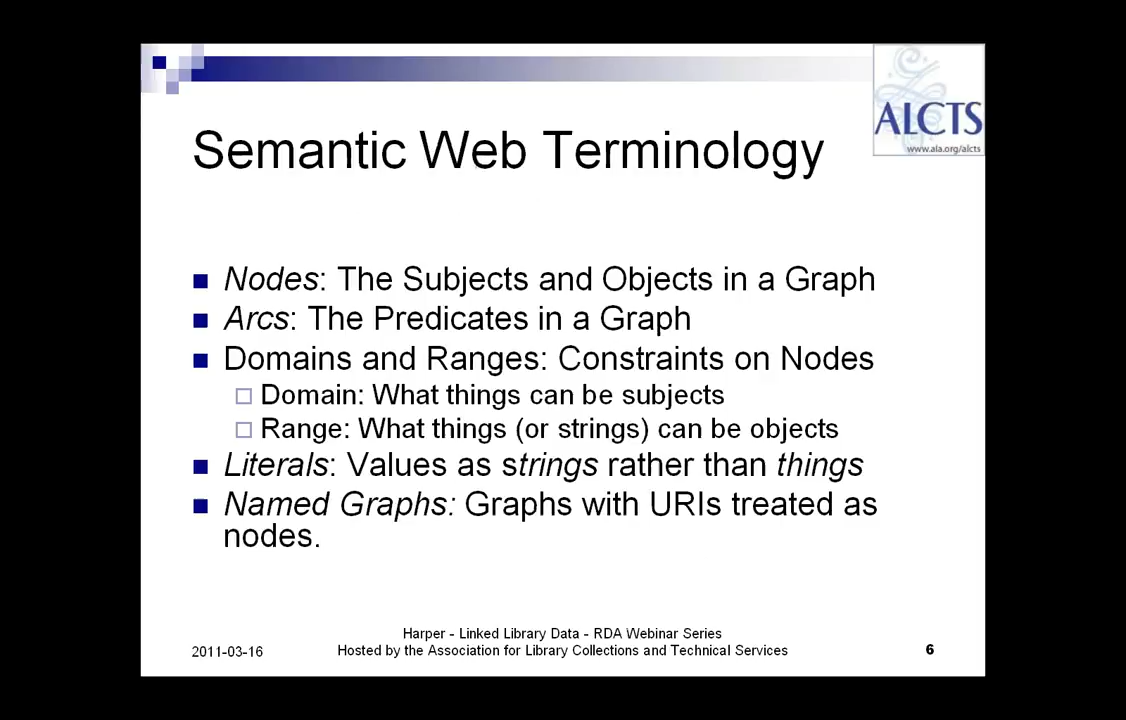 ALCTS
www.ala.org/alcts
Semantic Web Terminology
Nodes: The Subjects and Objects in a Graph
Arcs: The Predicates in a Graph
Domains and Ranges: Constraints on Nodes
Domain: What things can be subjects
Range: What things (or strings) can be objects
Literals: Values as strings rather than things
Named Graphs: Graphs with URIs treated as
nodes.
2011-03-16
Harper - Linked Library Data - RDA Webinar Series
Hosted by the Association for Library Collections and Technical Services
6